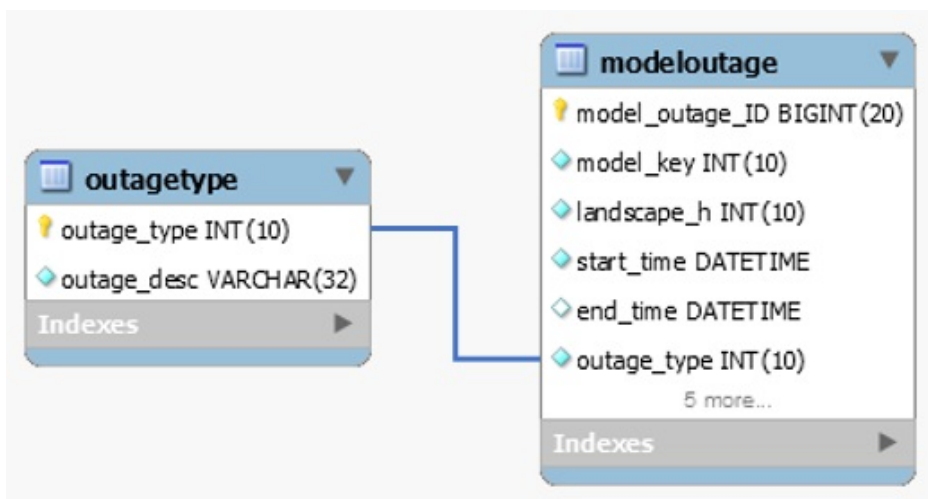 outagetype
outage_type INT(10)
outage_desc VARCHAR(32)
Indexes
modeloutage
model_outage_ID BIGINT(20)
model_key INT(10)
landscape_h INT(10)
start_time DATETIME
end_time DATETIME
outage_type INT(10)
5 more...
Indexes